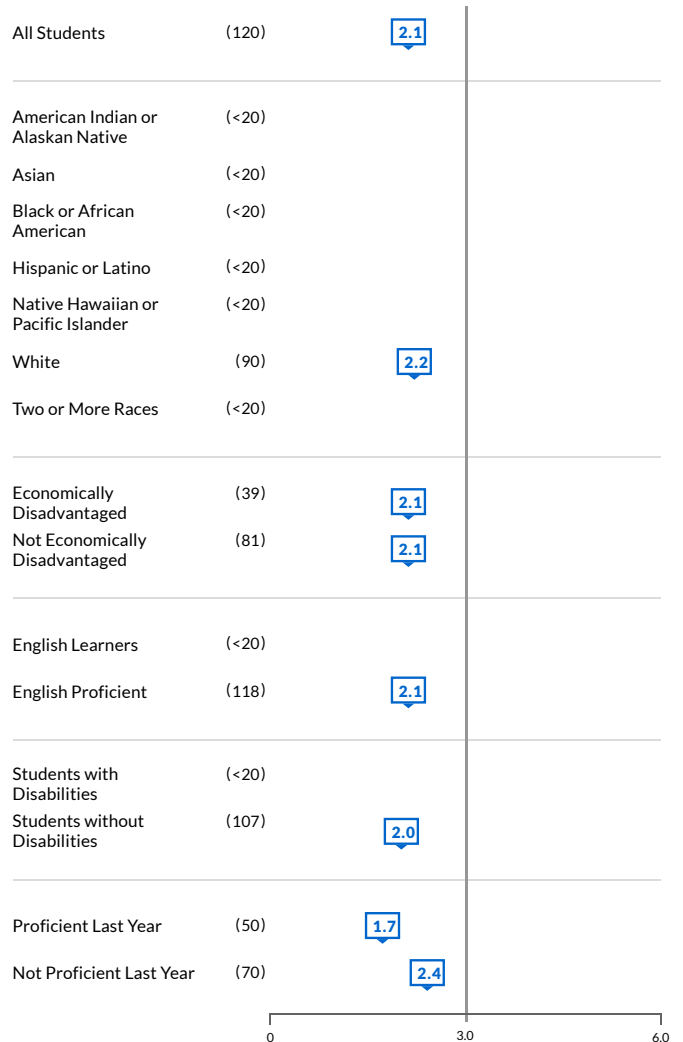 All Students (120) 2.1
American Indian or (<20)
Alaskan Native
Asian (<20)
Black or African (<20)
American
Hispanic or Latino (<20)
Native Hawaiian or (<20)
Pacific Islander
White (90) 2.2
Two or More Races (<20)
Economically (39) 2.1
Disadvantaged
Not Economically (81) 2.1
Disadvantaged
English Learners (<20)
English Proficient (118) 2.1
Students with (<20)
Disabilities
Students without (107) 2.0
Disabilities
Proficient Last Year (50) 1.7
Not Proficient Last Year (70) 2.4
0 3.0 6.0